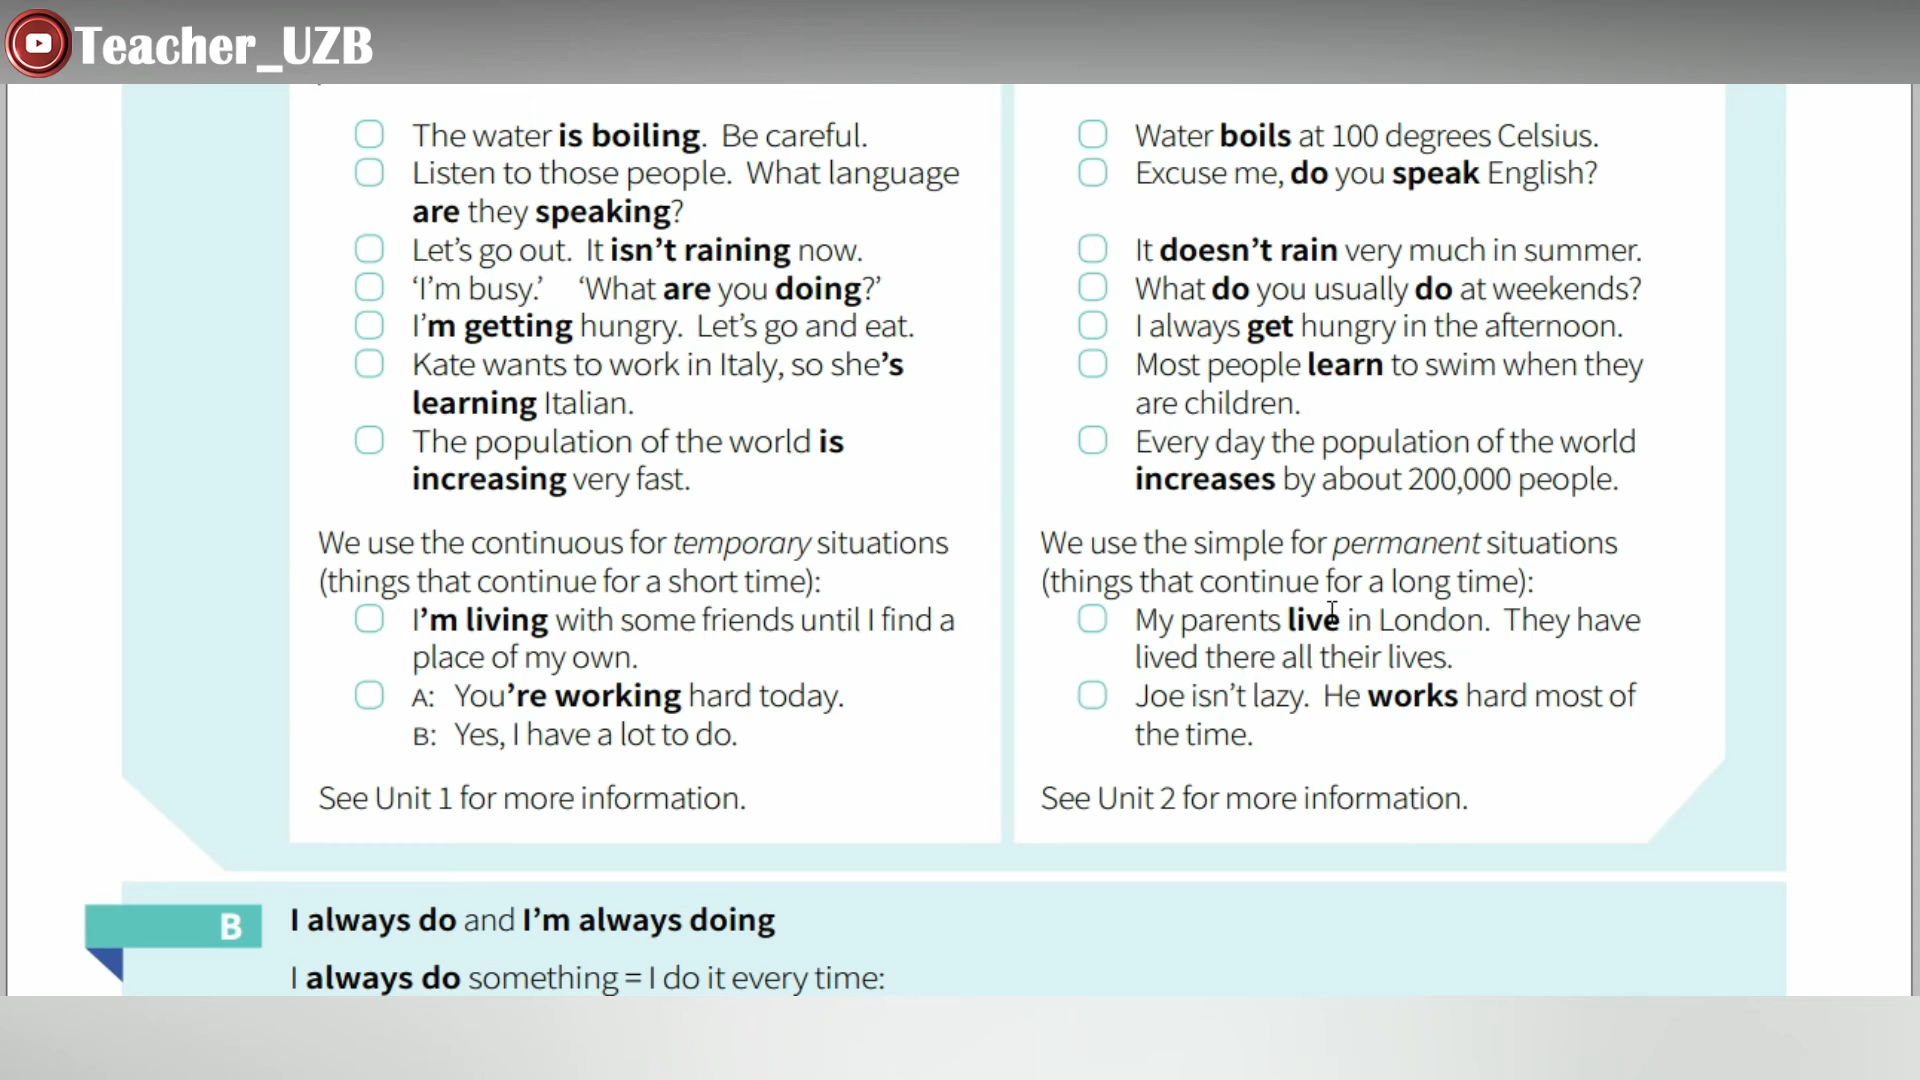 Teacher_UZB
The water is boiling. Be careful.
Listen to those people. What language
are they speaking?
Let's go out. It isn't raining now.
‘I'm busy.’ ‘What are you doing?’
I'm getting hungry. Let's go and eat.
Kate wants to work in Italy, so she's
learning Italian.
The population of the world is
increasing very fast.
We use the continuous for temporary situations
(things that continue for a short time):
I'm living with some friends until I find a
place of my own.
A: You're working hard today.
B: Yes, I have a lot to do.
See Unit 1 for more information.
Water boils at 100 degrees Celsius.
Excuse me, do you speak English?
It doesn't rain very much in summer.
What do you usually do at weekends?
I always get hungry in the afternoon.
Most people learn to swim when they
are children.
Every day the population of the world
increases by about 200,000 people.
We use the simple for permanent situations
(things that continue for a long time):
My parents live in London. They have
lived there all their lives.
Joe isn't lazy. He works hard most of
the time.
See Unit 2 for more information.
B
I always do and I'm always doing
I always do something = I do it every time: